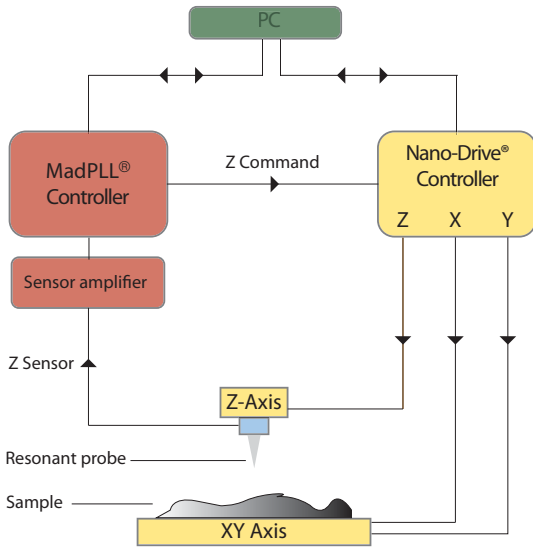 PC
MadPLL®
Controller
Z Command
Nano-Drive®
Controller
Z X Y
Sensor amplifier
Z Sensor
Z-Axis
Resonant probe
Sample
XY Axis